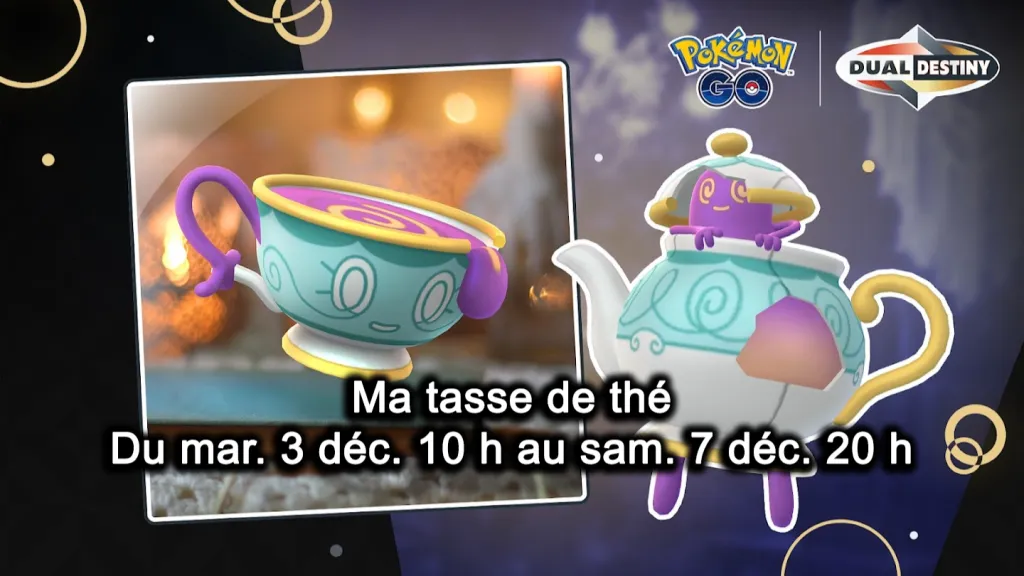 POKÉMON GO
DUAL DESTINY
Ma tasse de thé
Du mar. 3 déc. 10 h au sam. 7 déc. 20 h